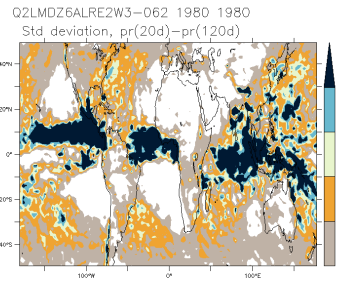 Q2LMDZ6ALRE2W3-062 1980 1980
Std deviation, pr(20d)-pr(120d)
40°N
20°N
0°
20°S
40°S
100°W
0°
100°E